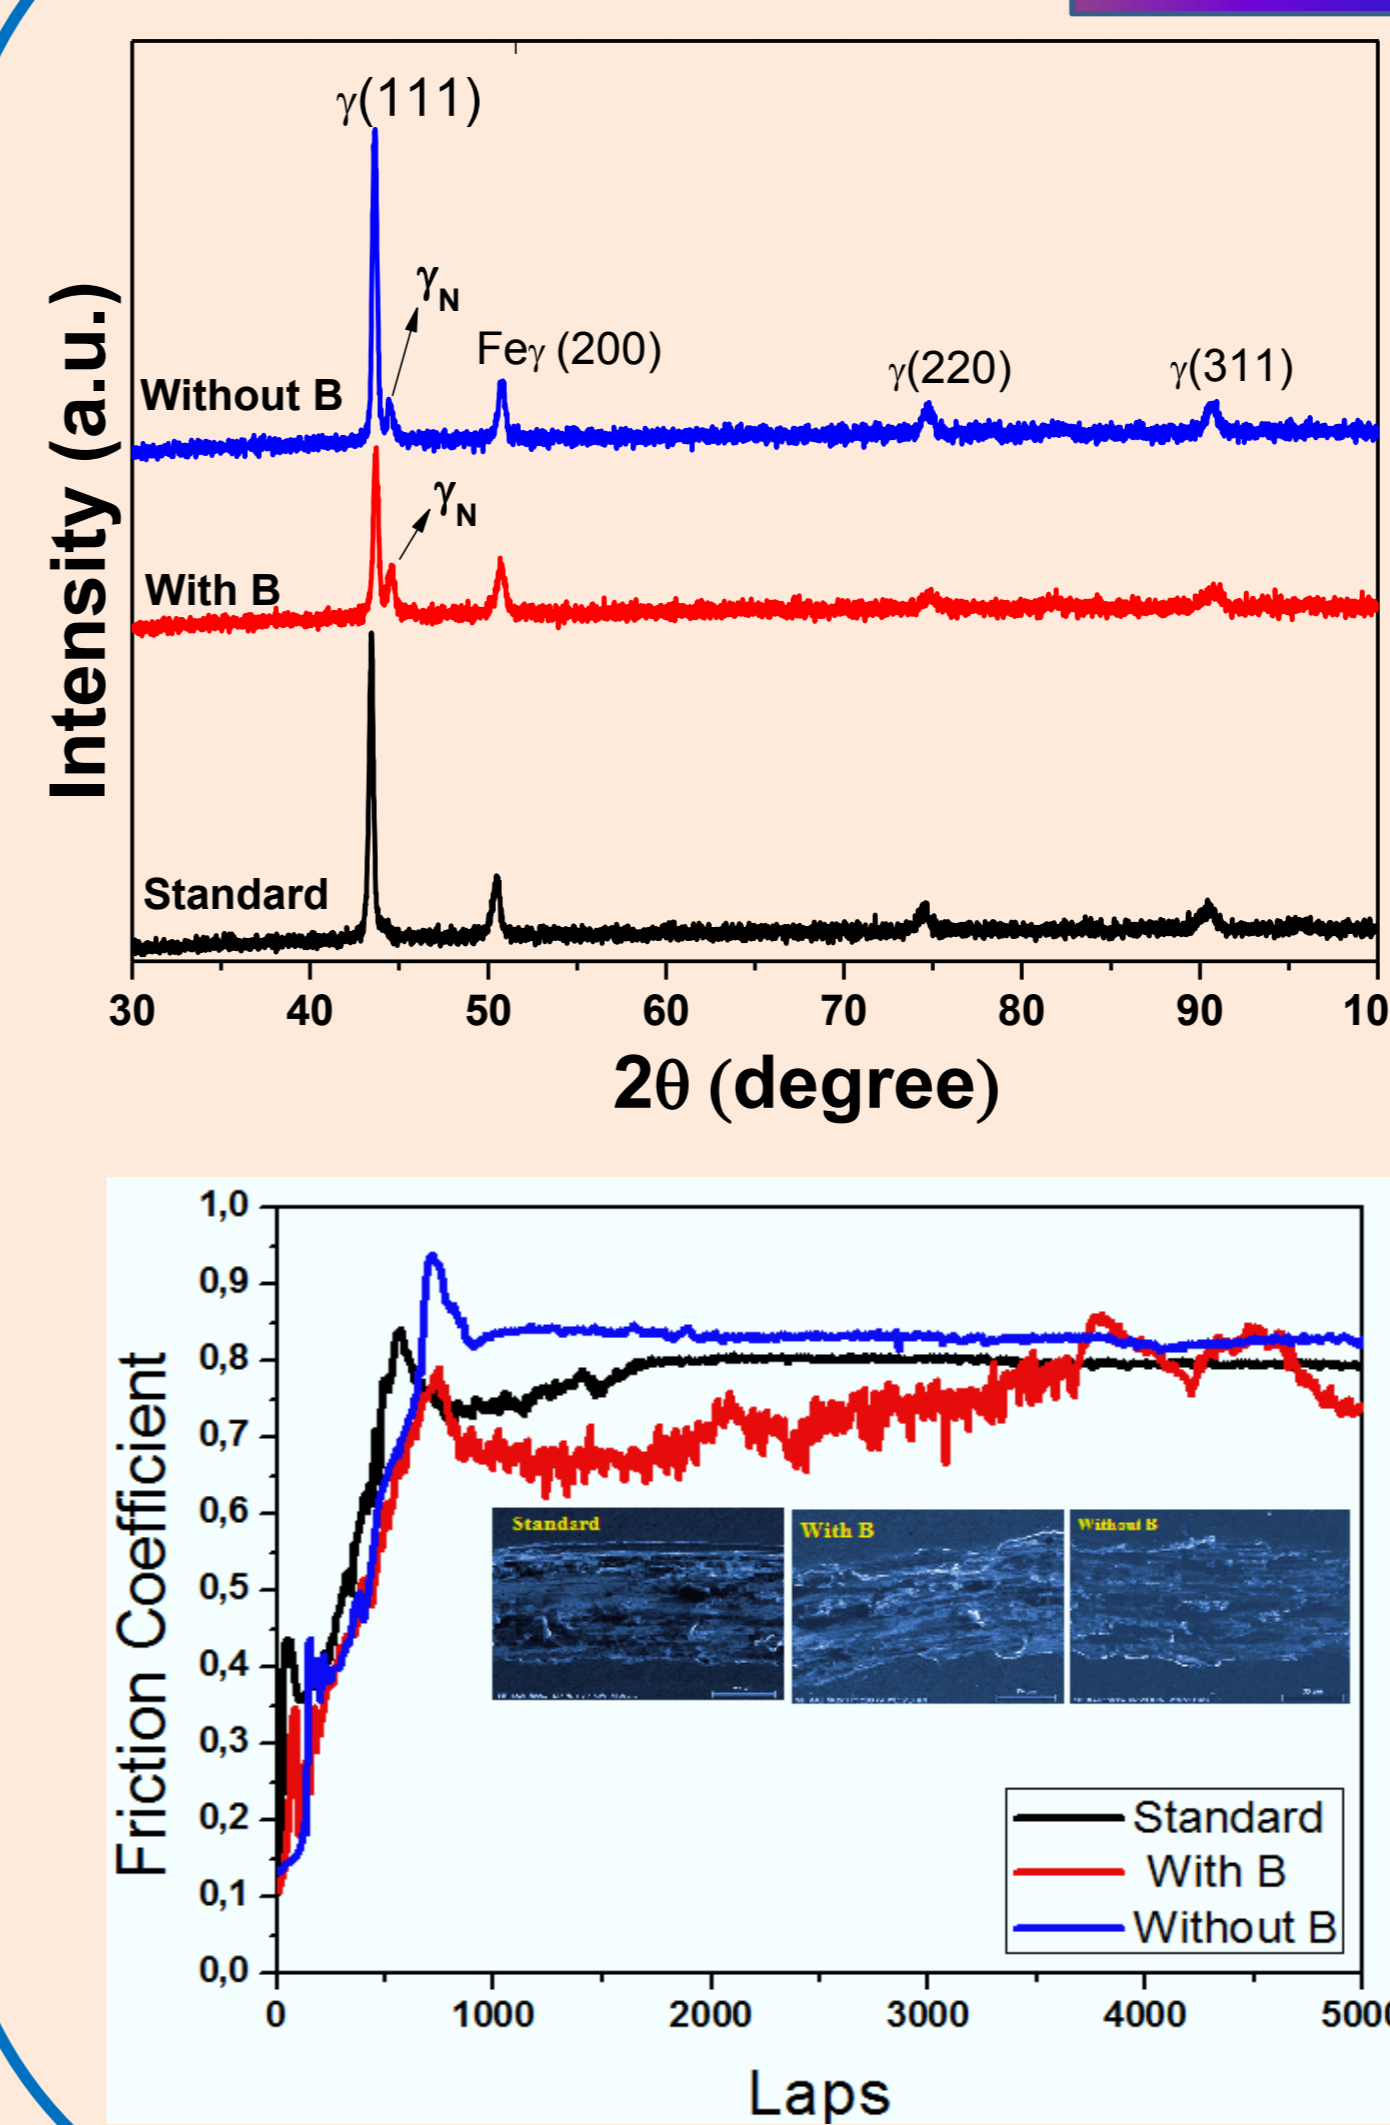 γ(111)
γN
Feγ (200)
γ(220)
γ(311)
Without B
γN
With B
Standard
Intensity (a.u.)
30 40 50 60 70 80 90 10
2θ (degree)
1,0
0,9
0,8
0,7
0,6
0,5
0,4
0,3
0,2
0,1
0,0
Friction Coefficient
Standard
With B
Without B
Standard
With B
Without B
0 1000 2000 3000 4000 5000
Laps